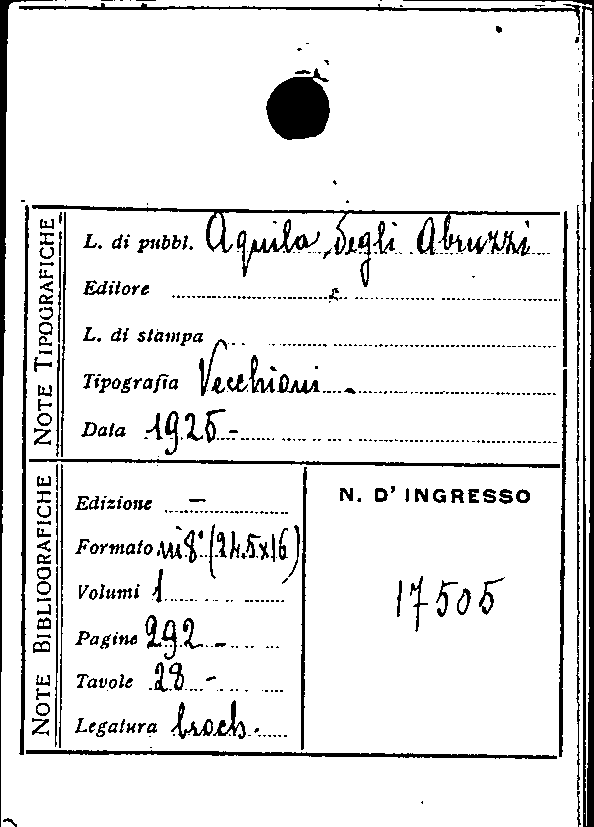 NOTE TIPOGRAFICHE
L. di pubbl. Aquila degli Abruzzi
Editore
L. di stampa
Tipografia Vecchioni -
Data 1925 -
NOTE BIBLIOGRAFICHE
Edizione -
Formato in 8° (24.5x16)
Volumi 1
Pagine 292 -
Tavole 28 -
Legatura broch.
N. D' INGRESSO
17505